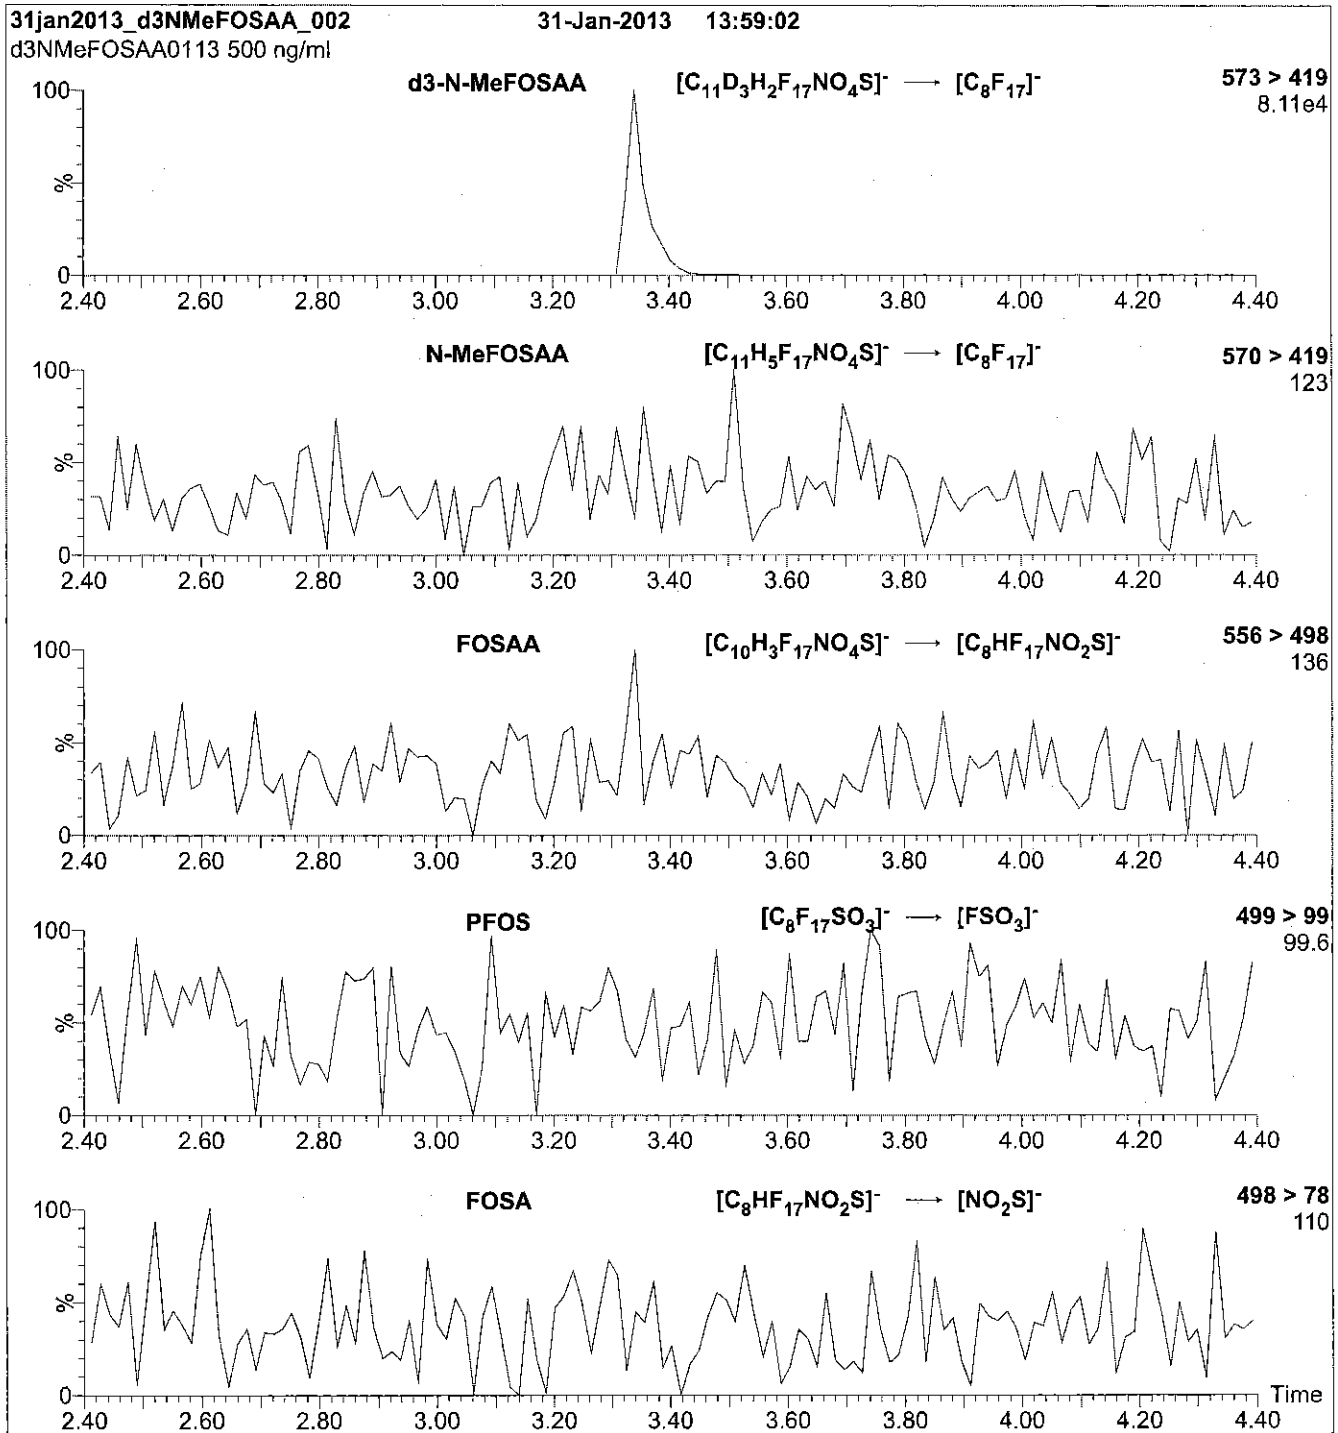 31jan2013_d3NMeFOSAA_002 31-Jan-2013 13:59:02
d3NMeFOSAA0113 500 ng/ml
d3-N-MeFOSAA [C₁₁D₃H₂F₁₇NO₄S]⁻ → [C₈F₁₇]⁻ 573 > 419
8.11e4
100
%
0
2.40 2.60 2.80 3.00 3.20 3.40 3.60 3.80 4.00 4.20 4.40
N-MeFOSAA [C₁₁H₅F₁₇NO₄S]⁻ → [C₈F₁₇]⁻ 570 > 419
123
100
%
0
2.40 2.60 2.80 3.00 3.20 3.40 3.60 3.80 4.00 4.20 4.40
FOSAA [C₁₀H₃F₁₇NO₄S]⁻ → [C₈HF₁₇NO₂S]⁻ 556 > 498
136
100
%
0
2.40 2.60 2.80 3.00 3.20 3.40 3.60 3.80 4.00 4.20 4.40
PFOS [C₈F₁₇SO₃]⁻ → [FSO₃]⁻ 499 > 99
99.6
100
%
0
2.40 2.60 2.80 3.00 3.20 3.40 3.60 3.80 4.00 4.20 4.40
FOSA [C₈HF₁₇NO₂S]⁻ → [NO₂S]⁻ 498 > 78
110
100
%
0 Time
2.40 2.60 2.80 3.00 3.20 3.40 3.60 3.80 4.00 4.20 4.40